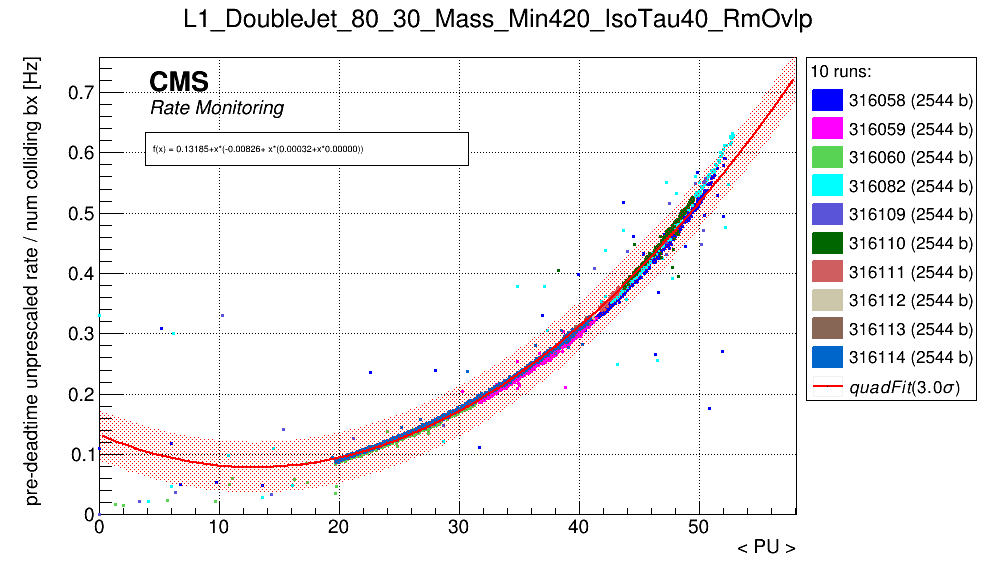 L1_DoubleJet_80_30_Mass_Min420_IsoTau40_RmOvlp
pre-deadtime unprescaled rate / num colliding bx [Hz]
CMS
Rate Monitoring
f(x) = 0.13185+x*(-0.00826+ x*(0.00032+x*0.00000))
0.7
0.6
0.5
0.4
0.3
0.2
0.1
0
0 10 20 30 40 50
< PU >
10 runs:
316058 (2544 b)
316059 (2544 b)
316060 (2544 b)
316082 (2544 b)
316109 (2544 b)
316110 (2544 b)
316111 (2544 b)
316112 (2544 b)
316113 (2544 b)
316114 (2544 b)
quadFit(3.0σ)